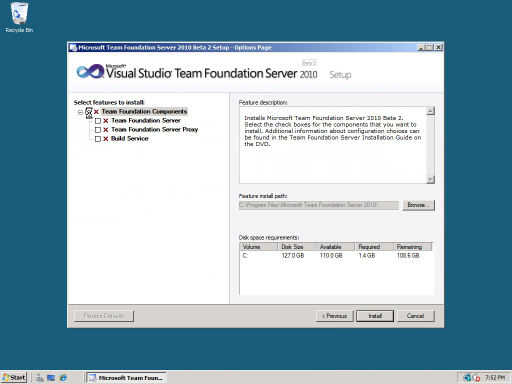 Recycle Bin
Microsoft Team Foundation Server 2010 Beta 2 Setup - Options Page
Beta 2
Microsoft
Visual Studio Team Foundation Server 2010 Setup
Select features to install:
Team Foundation Components
Team Foundation Server
Team Foundation Server Proxy
Build Service
Feature description:
Installs Microsoft Team Foundation Server 2010 Beta 2.
Select the check boxes for the components that you want to
install. Additional information about configuration choices can
be found in the Team Foundation Server Installation Guide on
the DVD.
Feature install path:
C:\Program Files\Microsoft Team Foundation Server 2010\
Browse...
Disk space requirements:
Volume Disk Size Available Required Remaining
C: 127.0 GB 110.0 GB 1.4 GB 108.6 GB
Restore Defaults
< Previous Install Cancel
Start
Microsoft Team Foun...
7:52 PM